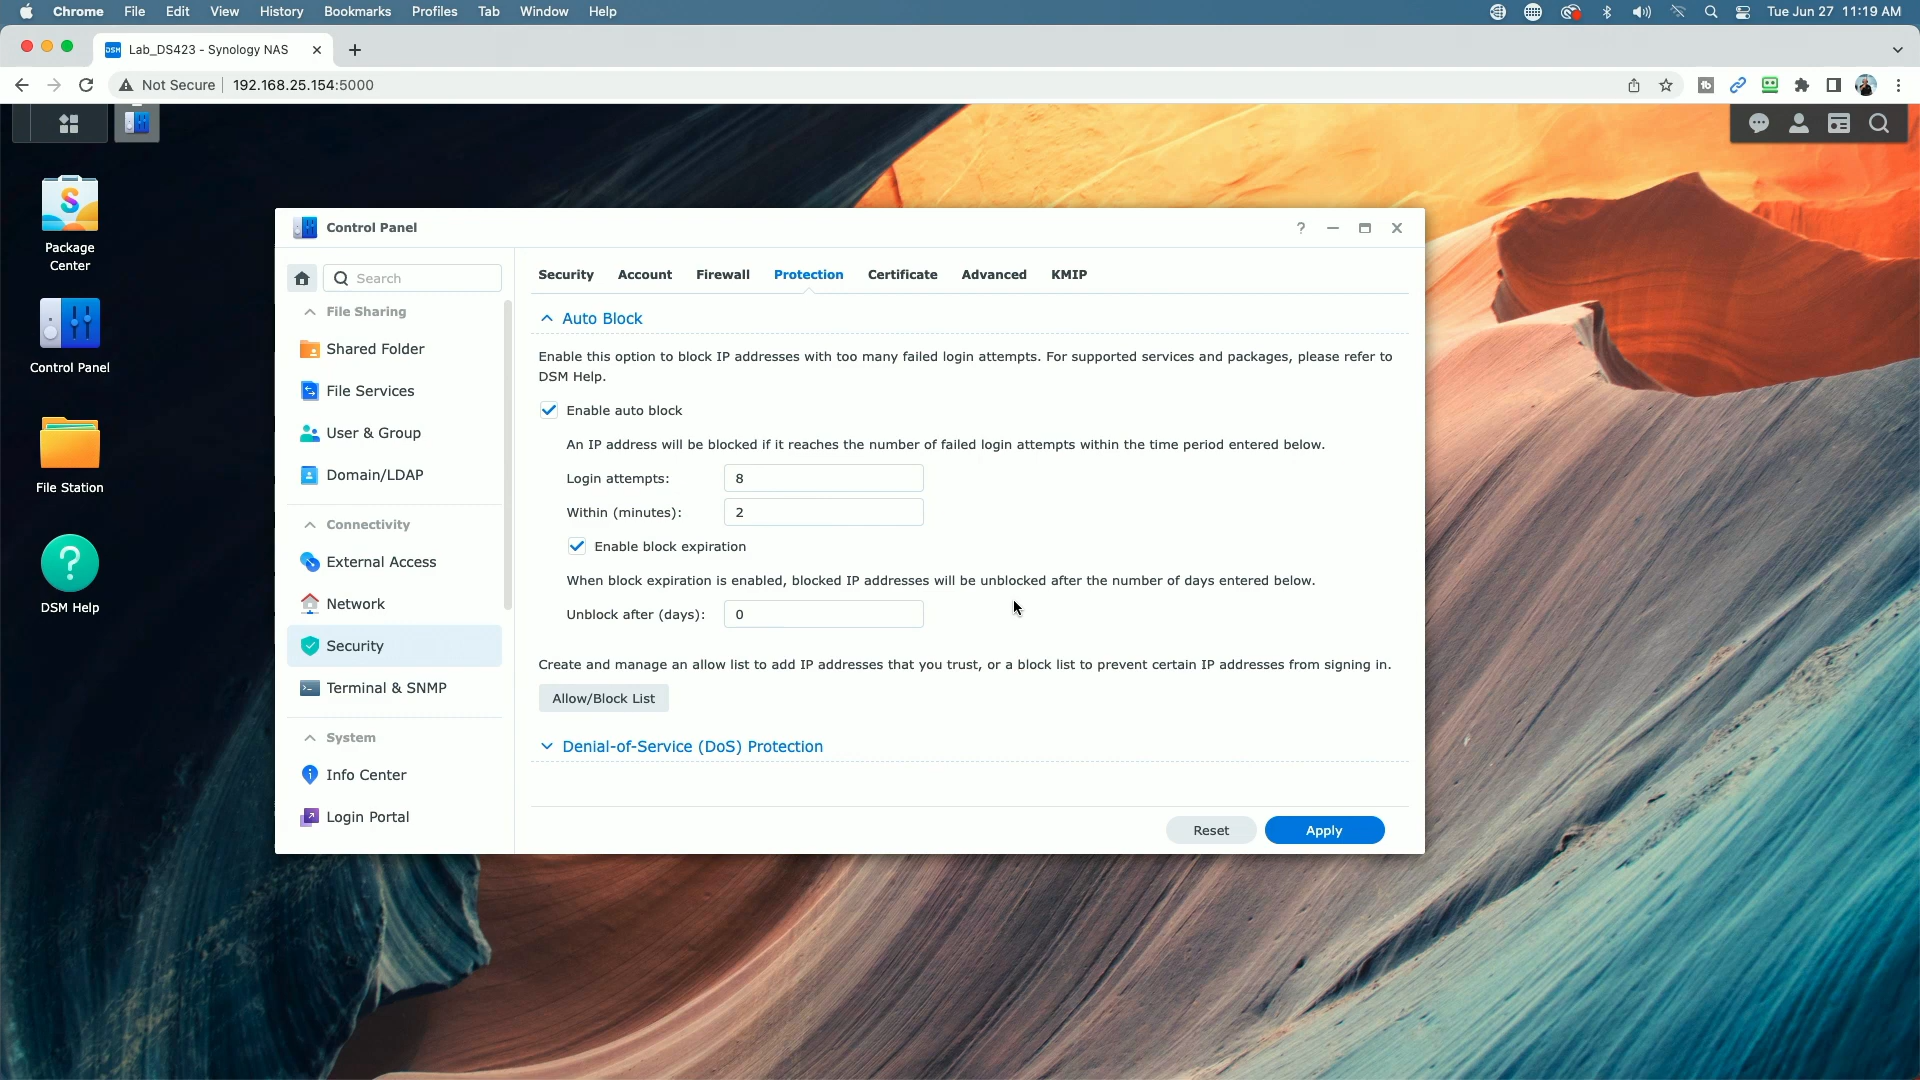 Chrome File Edit View History Bookmarks Profiles Tab Window Help Tue Jun 27 11:19 AM
DSM Lab_DS423 - Synology NAS
Not Secure 192.168.25.154:5000
Package
Center
Control Panel
File Station
DSM Help
Control Panel
Search
File Sharing
Shared Folder
File Services
User & Group
Domain/LDAP
Connectivity
External Access
Network
Security
Terminal & SNMP
System
Info Center
Login Portal
Security Account Firewall Protection Certificate Advanced KMIP
Auto Block
Enable this option to block IP addresses with too many failed login attempts. For supported services and packages, please refer to
DSM Help.
Enable auto block
An IP address will be blocked if it reaches the number of failed login attempts within the time period entered below.
Login attempts: 8
Within (minutes): 2
Enable block expiration
When block expiration is enabled, blocked IP addresses will be unblocked after the number of days entered below.
Unblock after (days): 0
Create and manage an allow list to add IP addresses that you trust, or a block list to prevent certain IP addresses from signing in.
Allow/Block List
Denial-of-Service (DoS) Protection
Reset Apply